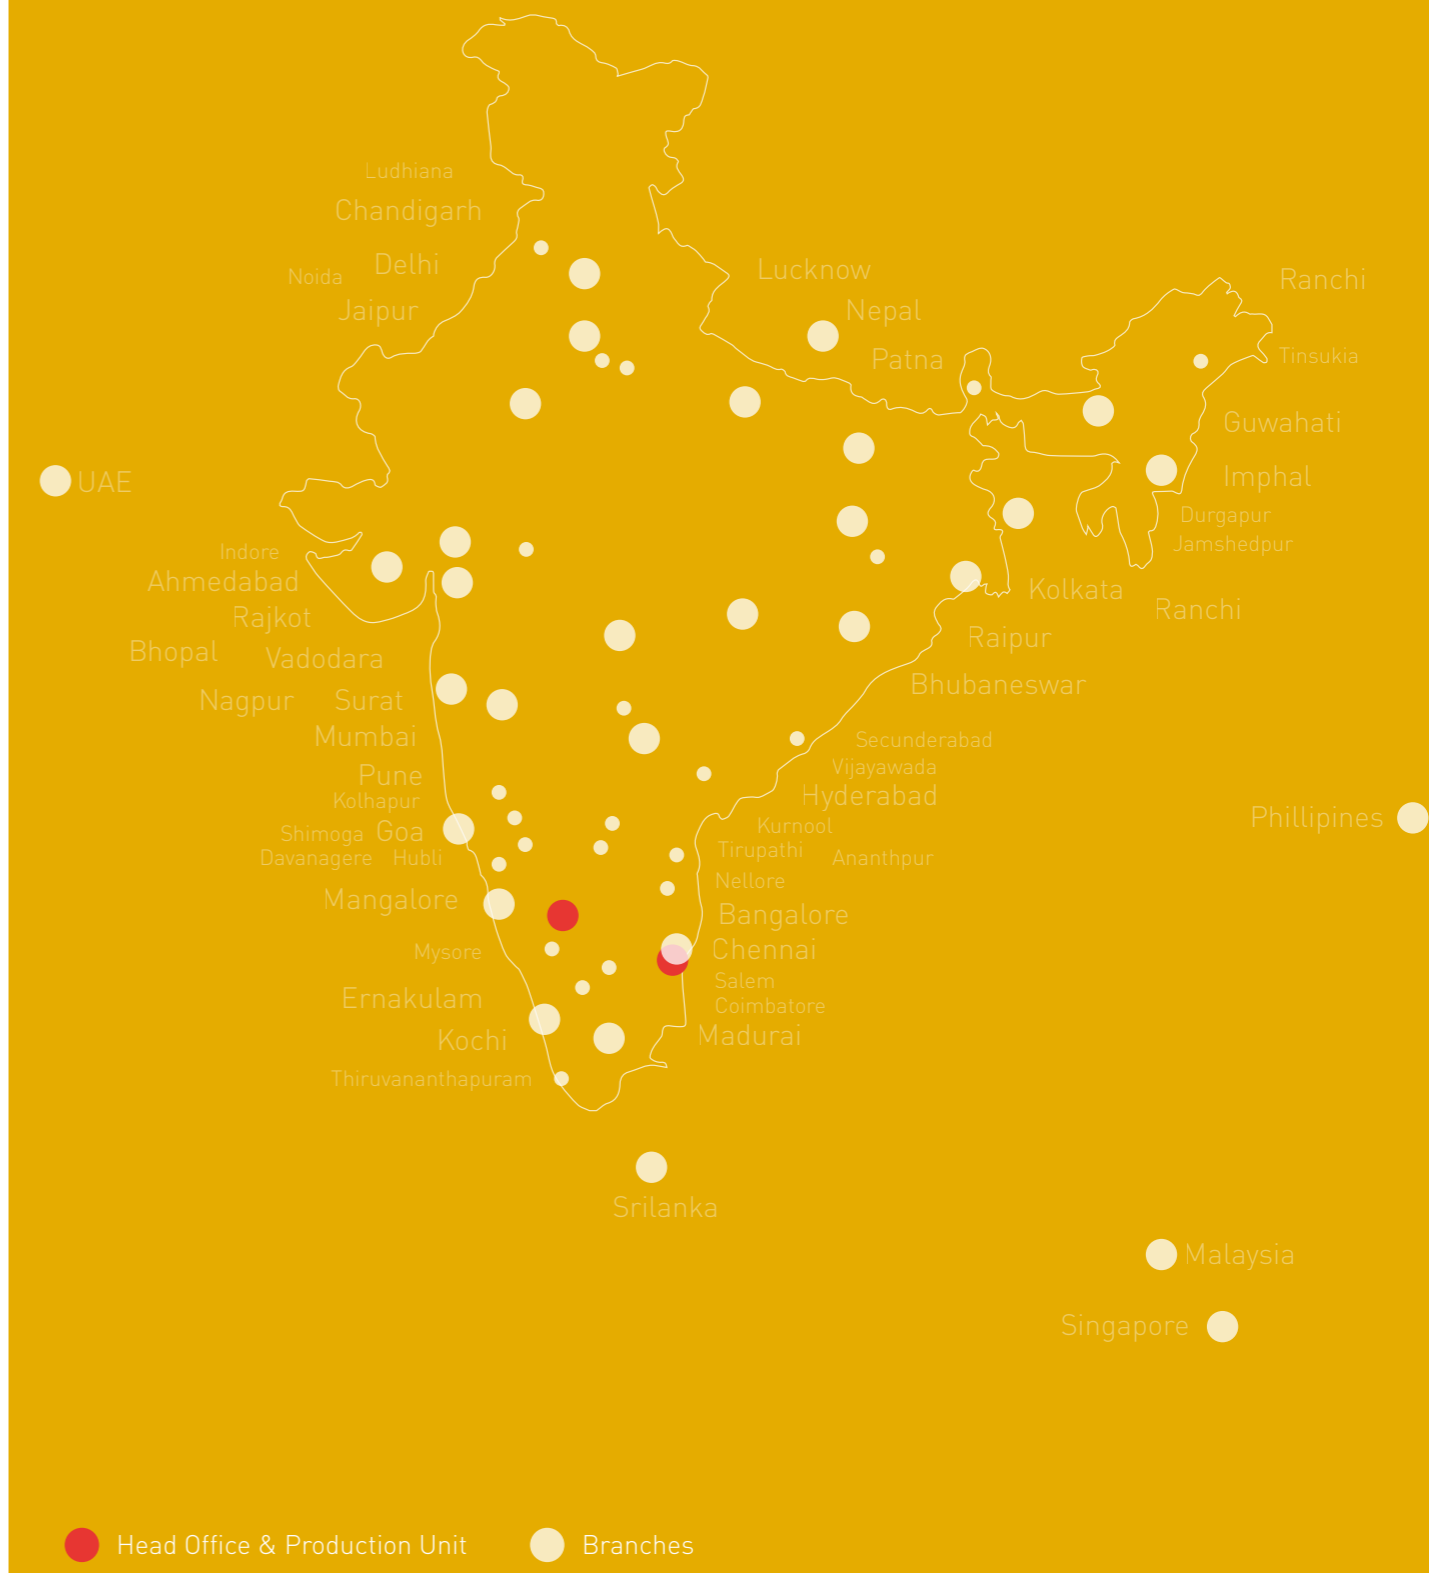 Ludhiana
Chandigarh
Delhi
Noida
Jaipur
Lucknow
Nepal
Patna
Ranchi
Tinsukia
Guwahati
Imphal
Durgapur
Jamshedpur
UAE
Indore
Ahmedabad
Rajkot
Bhopal
Vadodara
Nagpur
Surat
Mumbai
Pune
Kolhapur
Shimoga
Goa
Davanagere
Hubli
Mangalore
Mysore
Ernakulam
Kochi
Thiruvananthapuram
Kolkata
Ranchi
Raipur
Bhubaneswar
Secunderabad
Vijayawada
Hyderabad
Kurnool
Tirupathi
Ananthpur
Nellore
Bangalore
Chennai
Salem
Coimbatore
Madurai
Phillipines
Srilanka
Malaysia
Singapore
Head Office & Production Unit
Branches